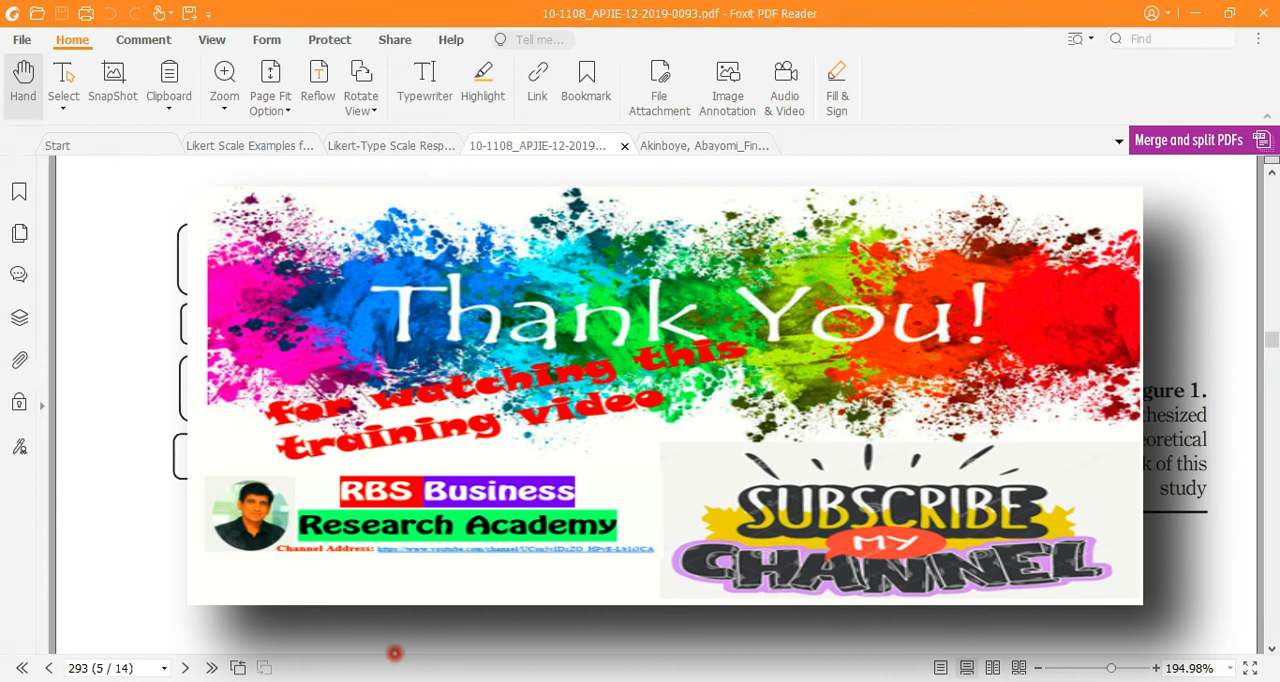 10-1108_APJIE-12-2019-0093.pdf - Foxit PDF Reader
File Home Comment View Form Protect Share Help Tell me... Find
Hand Select SnapShot Clipboard Zoom Page Fit Option Reflow Rotate View Typewriter Highlight Link Bookmark File Attachment Image Annotation Audio & Video Fill & Sign
Start Likert Scale Examples f... Likert-Type Scale Resp... 10-1108_APJIE-12-2019... Akinboye, Abayomi_Fin... Merge and split PDFs
Thank You!
for watching this
training video
gure 1.
hesized
oretical
k of this
study
RBS Business
Research Academy
Channel Address:
SUBSCRIBE
MY
CHANNEL
293 (5 / 14) 194.98%